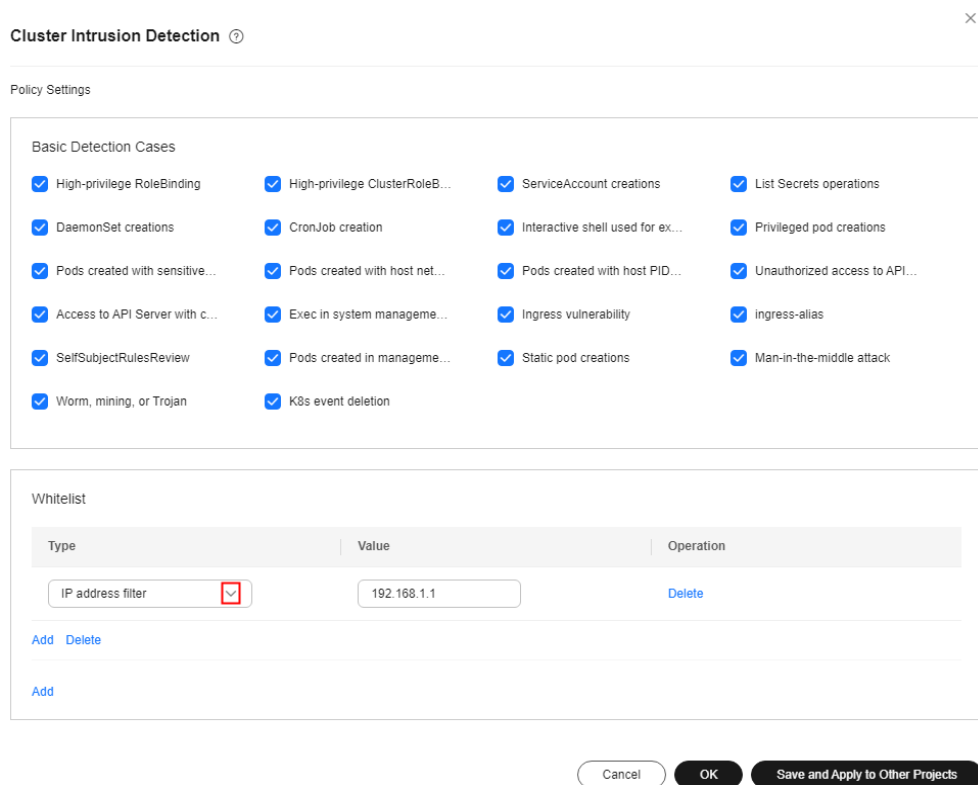 Cluster Intrusion Detection
Policy Settings
Basic Detection Cases
High-privilege RoleBinding High-privilege ClusterRoleB... ServiceAccount creations List Secrets operations
DaemonSet creations CronJob creation Interactive shell used for ex... Privileged pod creations
Pods created with sensitive... Pods created with host net... Pods created with host PID... Unauthorized access to API...
Access to API Server with c... Exec in system manageme... Ingress vulnerability ingress-alias
SelfSubjectRulesReview Pods created in manageme... Static pod creations Man-in-the-middle attack
Worm, mining, or Trojan K8s event deletion
Whitelist
Type Value Operation
IP address filter 192.168.1.1 Delete
Add Delete
Add
Cancel OK Save and Apply to Other Projects